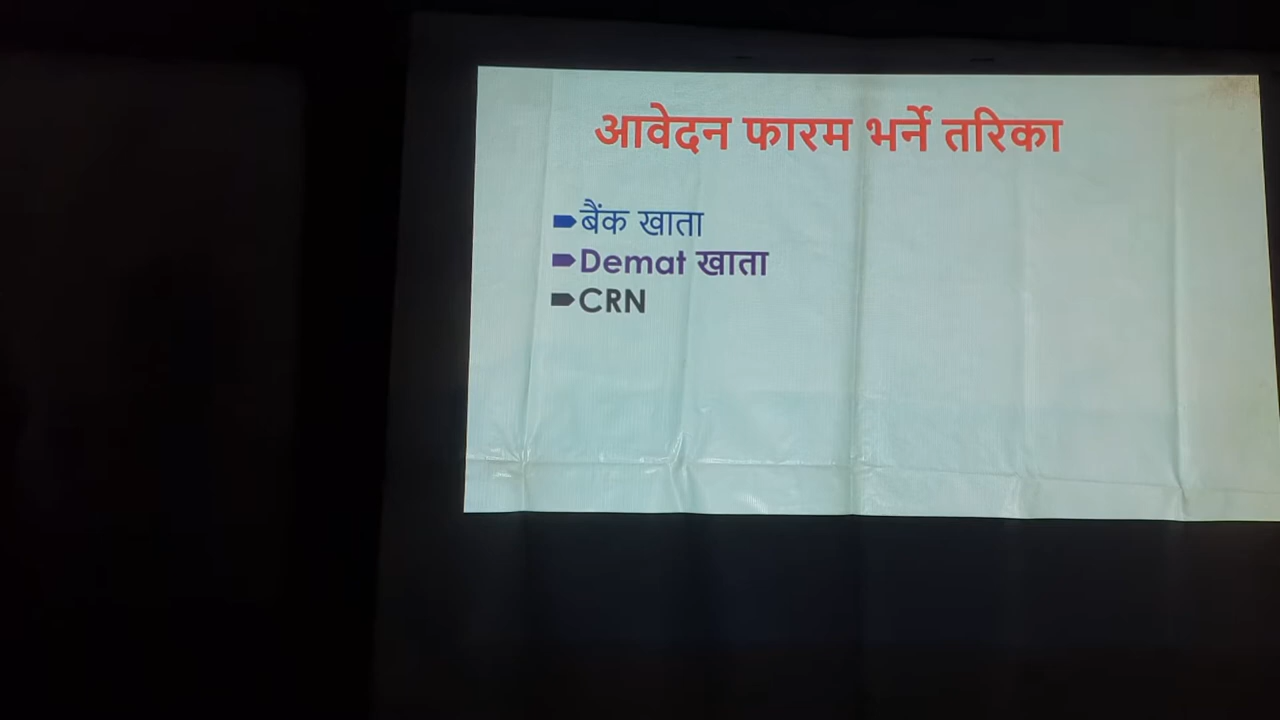 आवेदन फारम भर्ने तरिका
बैंक खाता
Demat खाता
CRN